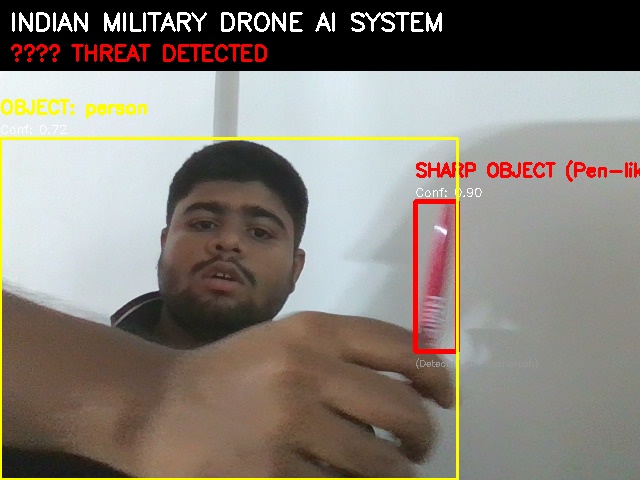 INDIAN MILITARY DRONE AI SYSTEM
???? THREAT DETECTED
OBJECT: person
Conf: 0.72
SHARP OBJECT (Pen-lik
Conf: 0.90